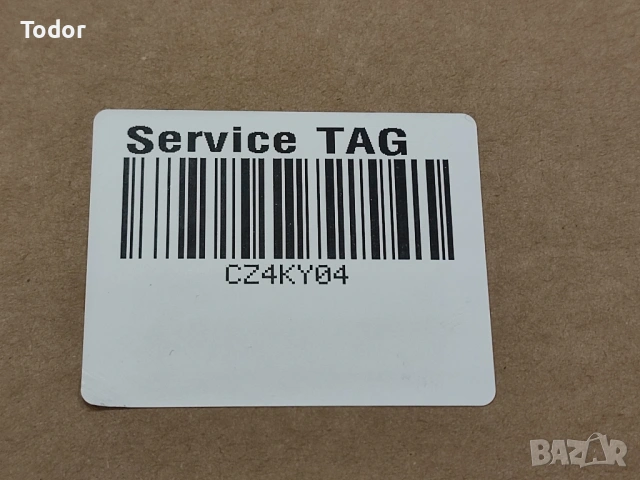 Todor
Service TAG
CZ4KY04
BAZAR